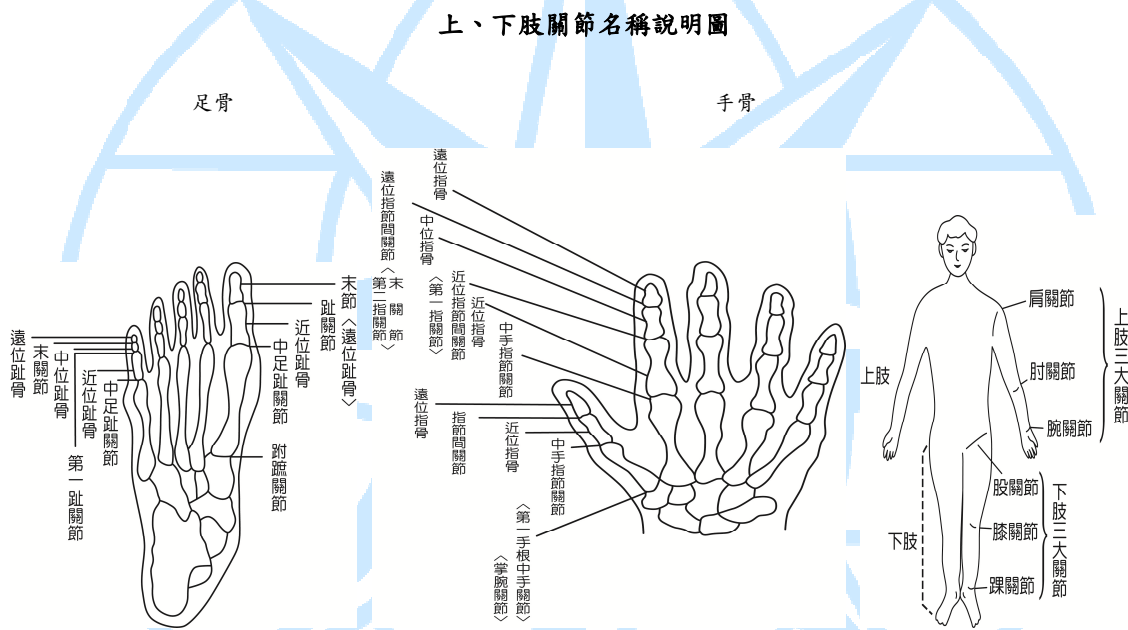 上、下肢關節名稱說明圖
足骨
手骨
遠位趾骨
末關節
中位趾骨
近位趾骨
中足趾關節
第一趾關節
末節〈遠位趾骨〉
趾關節
近位趾骨
中足趾關節
跗蹠關節
遠位指骨
遠位指節間關節〈第二指關節〉
末關節
中位指骨
近位指節間關節
〈第一指關節〉
近位指骨
中手指節關節
遠位指骨
指節間關節
近位指骨
中手指節關節
〈第一手根中手關節〉
〈掌腕關節〉
上肢
肩關節
肘關節
腕關節
上肢三大關節
下肢
股關節
膝關節
踝關節
下肢三大關節